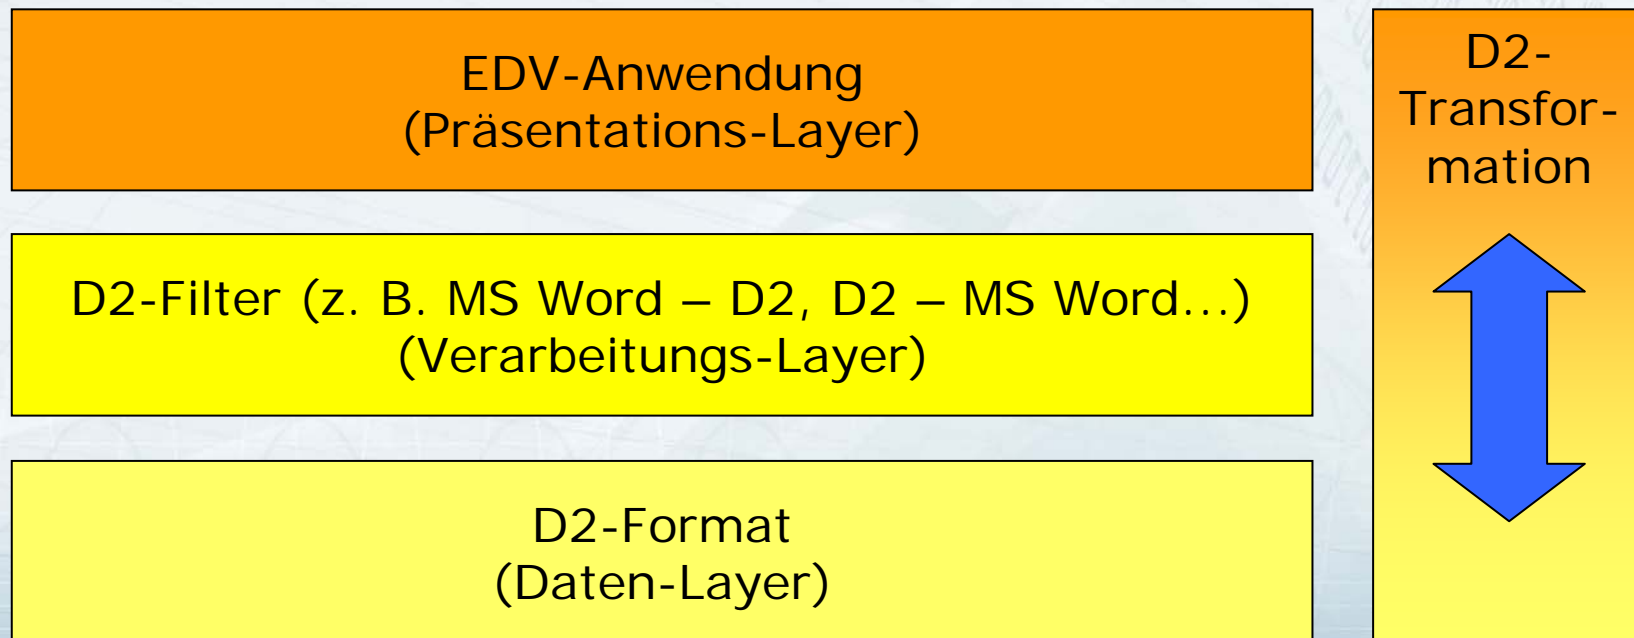 EDV-Anwendung
(Präsentations-Layer)
D2-Filter (z. B. MS Word – D2, D2 – MS Word...)
(Verarbeitungs-Layer)
D2-Format
(Daten-Layer)
D2-
Transfor-
mation